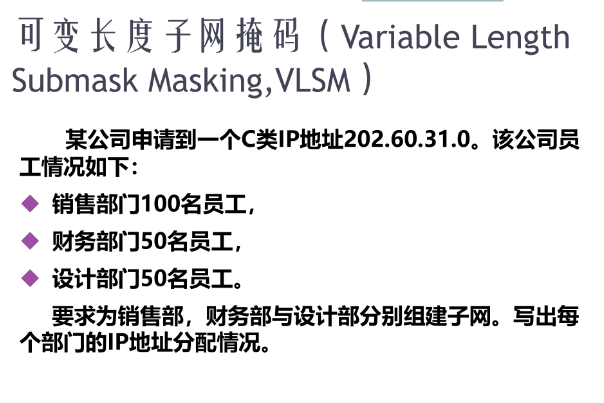 可变长度子网掩码（Variable Length
Submask Masking,VLSM）
某公司申请到一个C类IP地址202.60.31.0。该公司员
工情况如下：
◆ 销售部门100名员工，
◆ 财务部门50名员工，
◆ 设计部门50名员工。
要求为销售部，财务部与设计部分别组建子网。写出每
个部门的IP地址分配情况。